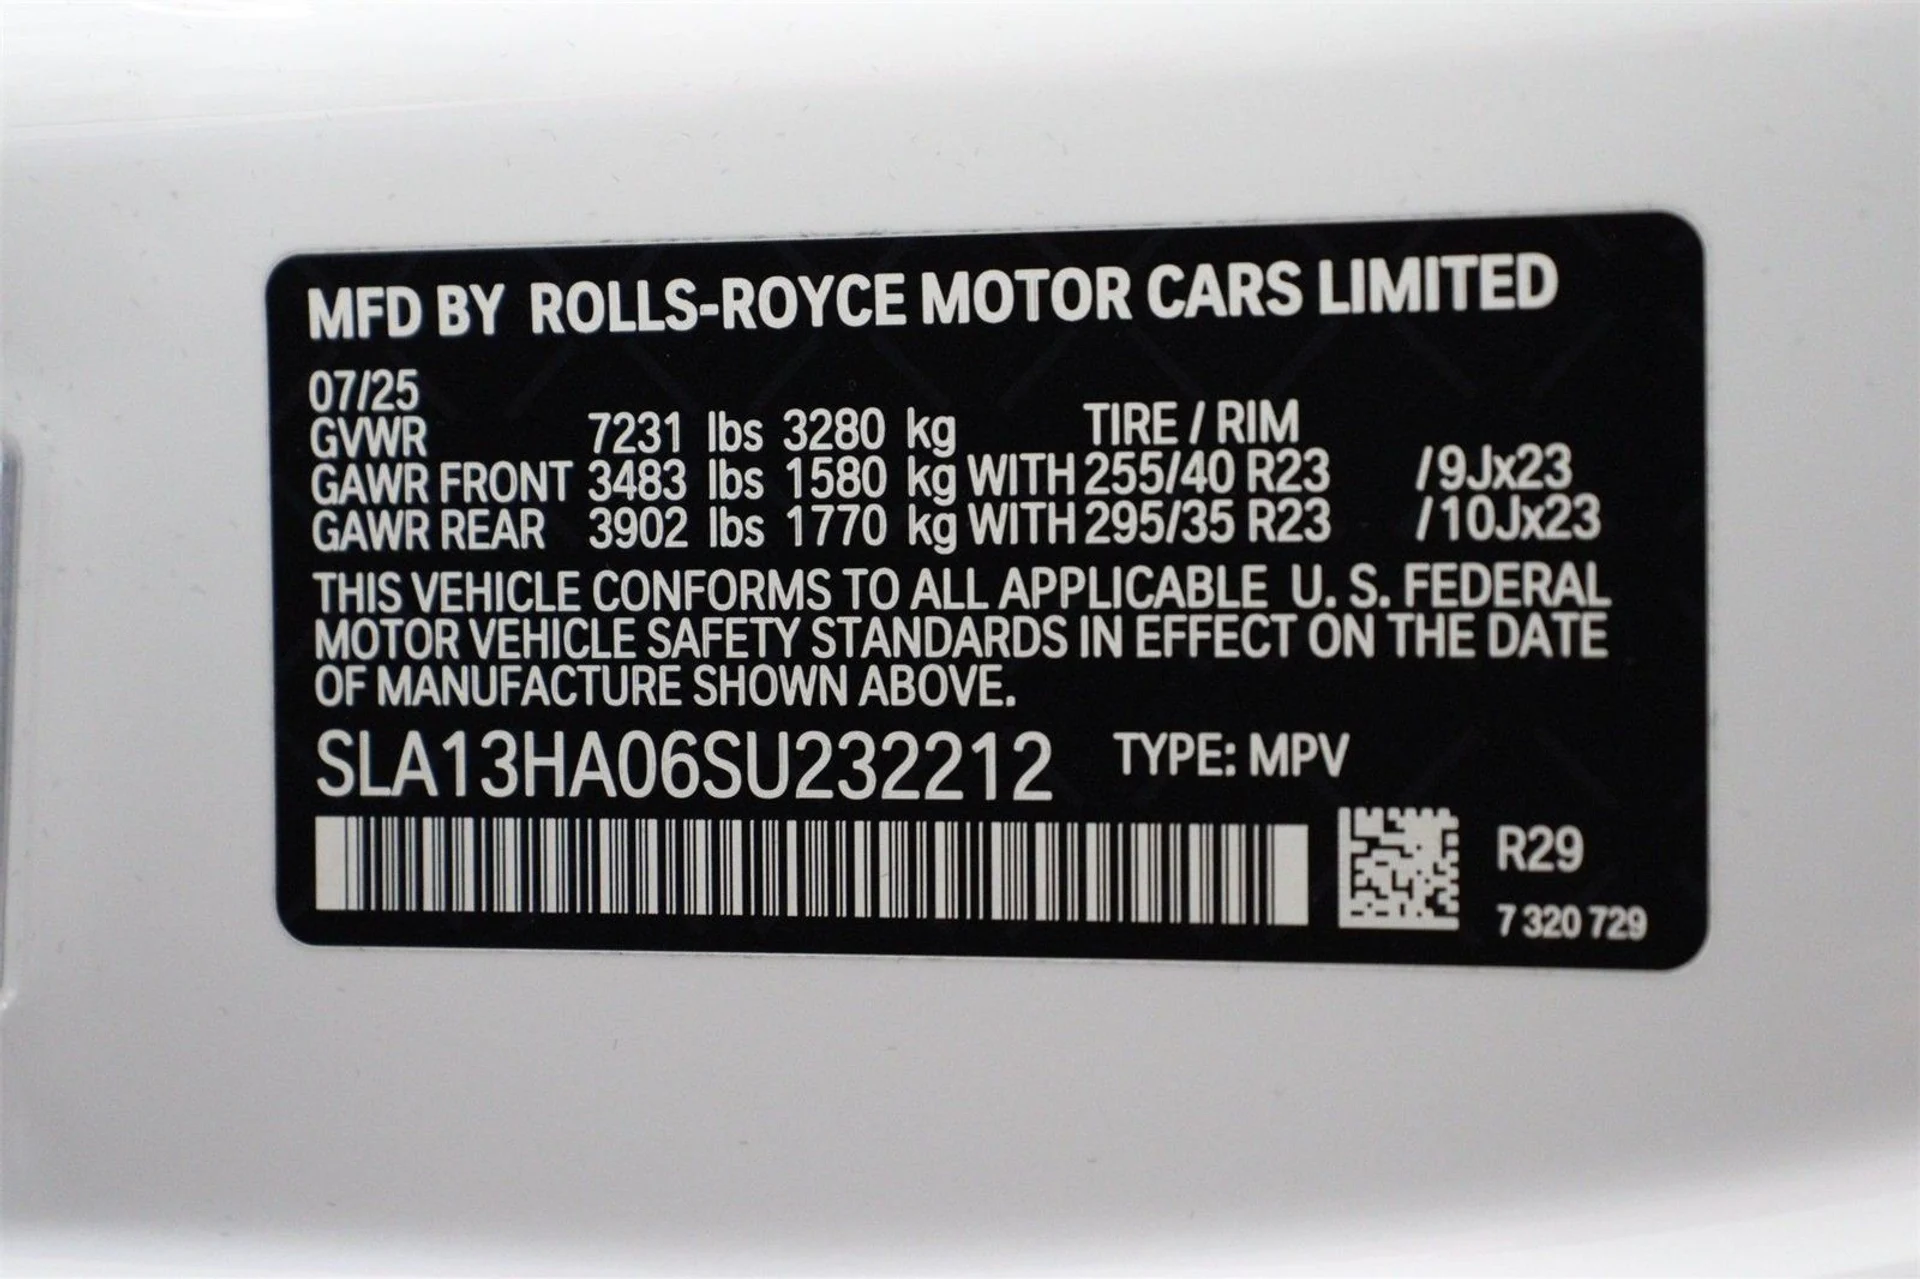 MFD BY ROLLS-ROYCE MOTOR CARS LIMITED
07/25
GVWR 7231 lbs 3280 kg TIRE / RIM
GAWR FRONT 3483 lbs 1580 kg WITH 255/40 R23 /9Jx23
GAWR REAR 3902 lbs 1770 kg WITH 295/35 R23 /10Jx23
THIS VEHICLE CONFORMS TO ALL APPLICABLE U. S. FEDERAL
MOTOR VEHICLE SAFETY STANDARDS IN EFFECT ON THE DATE
OF MANUFACTURE SHOWN ABOVE.
SLA13HA06SU232212 TYPE: MPV
R29
7 320 729